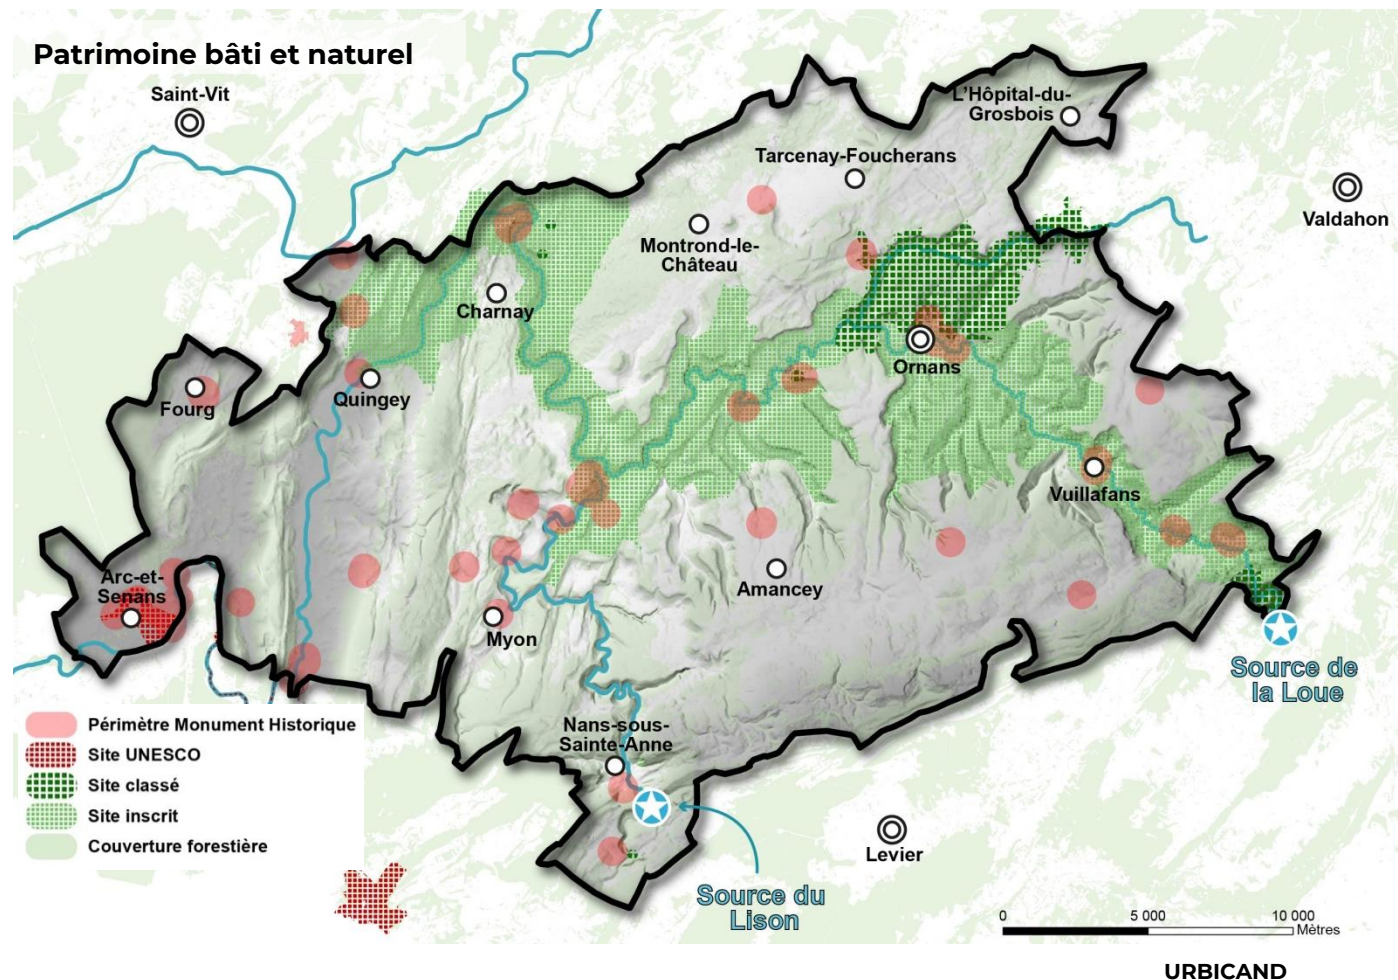 Patrimoine bâti et naturel
Saint-Vit
L'Hôpital-du-
Grosbois
Tarcenay-Foucherans
Valdahon
Montrond-le-
Château
Charnay
Ornans
Fourg
Quingey
Vuillafans
Arc-et-
Senans
Amancey
Myon
Source de
la Loue
Nans-sous-
Sainte-Anne
Périmètre Monument Historique
Site UNESCO
Site classé
Site inscrit
Couverture forestière
Levier
Source du
Lison
0 5 000 10 000
Mètres
URBICAND